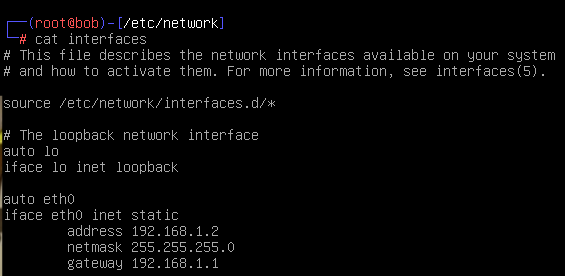 ┌──(root@bob)-[/etc/network]
└─# cat interfaces
# This file describes the network interfaces available on your system
# and how to activate them. For more information, see interfaces(5).

source /etc/network/interfaces.d/*

# The loopback network interface
auto lo
iface lo inet loopback

auto eth0
iface eth0 inet static
        address 192.168.1.2
        netmask 255.255.255.0
        gateway 192.168.1.1